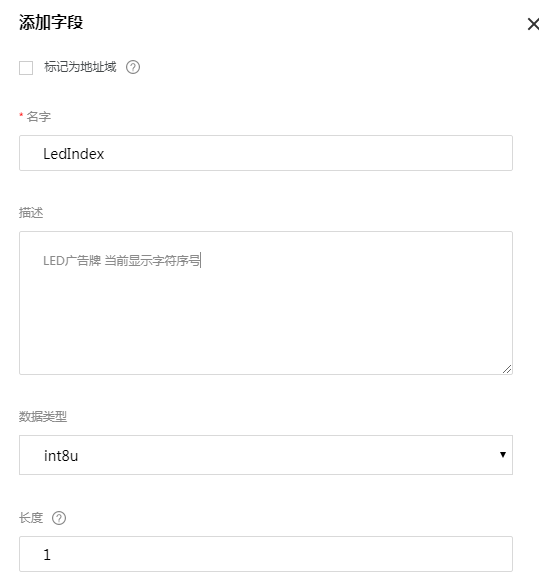 添加字段
标记为地址域
* 名字
LedIndex
描述
LED广告牌 当前显示字符序号
数据类型
int8u
长度
1